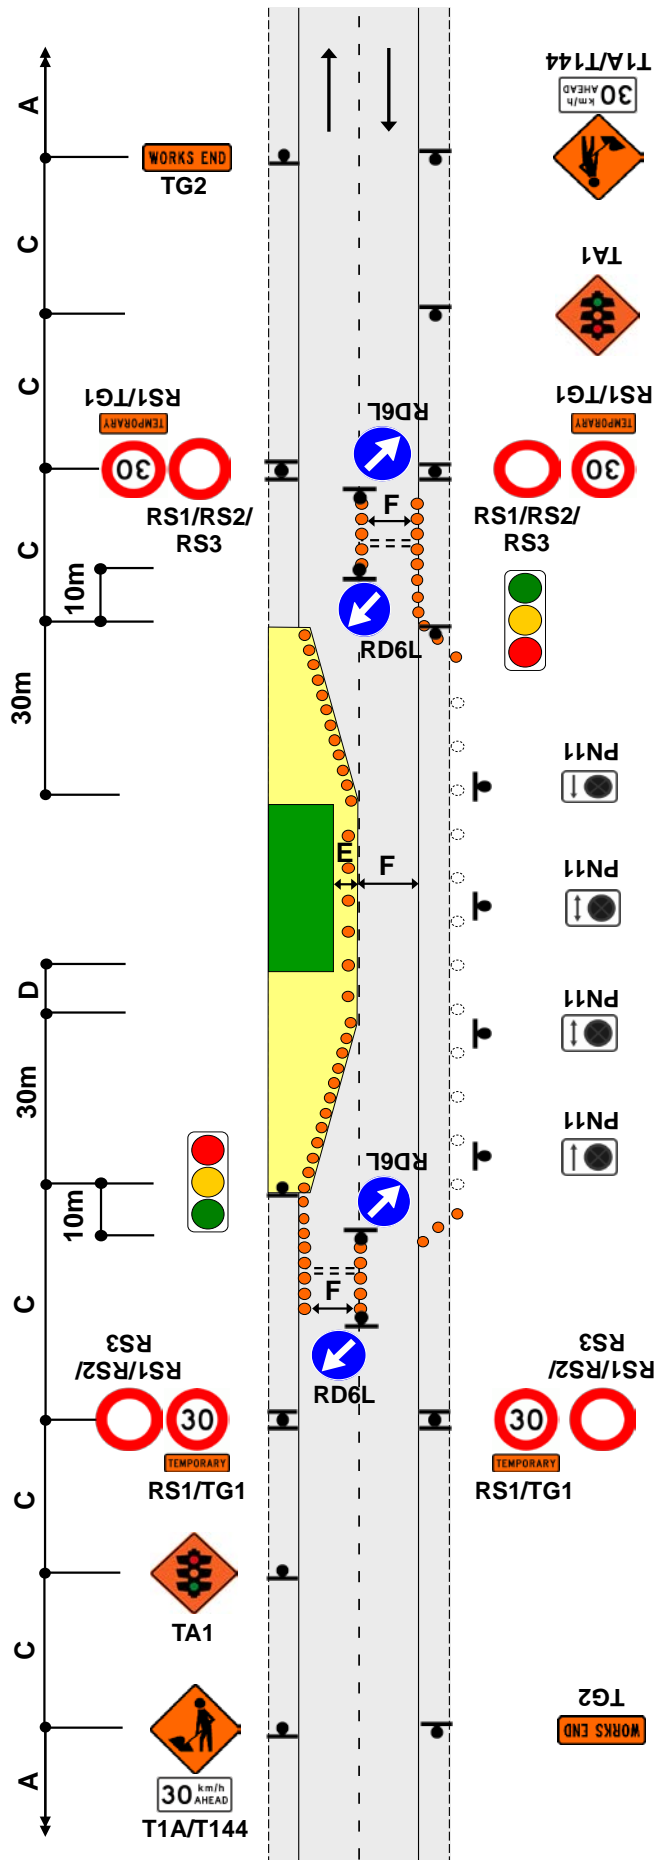 T1A/T144
30 km/h
AHEAD
A
WORKS END
TG2
TA1
C
C
RS1/TG1
TEMPORARY
30
RS1/RS2/
RS3
RD6L
RS1/TG1
TEMPORARY
30
RS1/RS2/
RS3
F
C
10m
RD6L
30m
PN11
E
F
PN11
D
PN11
30m
PN11
RD6L
10m
F
C
RD6L
RS1/RS2/
RS3
30
TEMPORARY
RS1/TG1
RS1/RS2/
RS3
30
TEMPORARY
RS1/TG1
C
TA1
C
TG2
WORKS END
30 km/h
AHEAD
T1A/T144
A